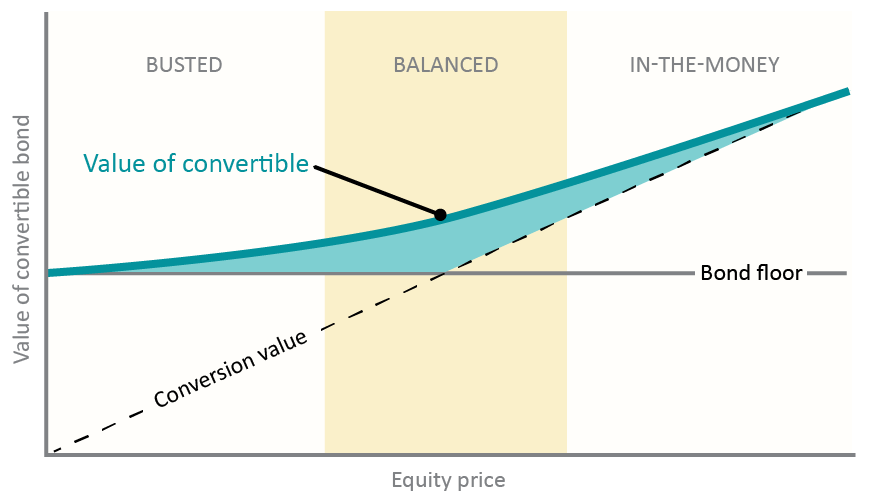 BUSTED
BALANCED
IN-THE-MONEY
Value of convertible
Bond floor
Conversion value
Value of convertible bond
Equity price